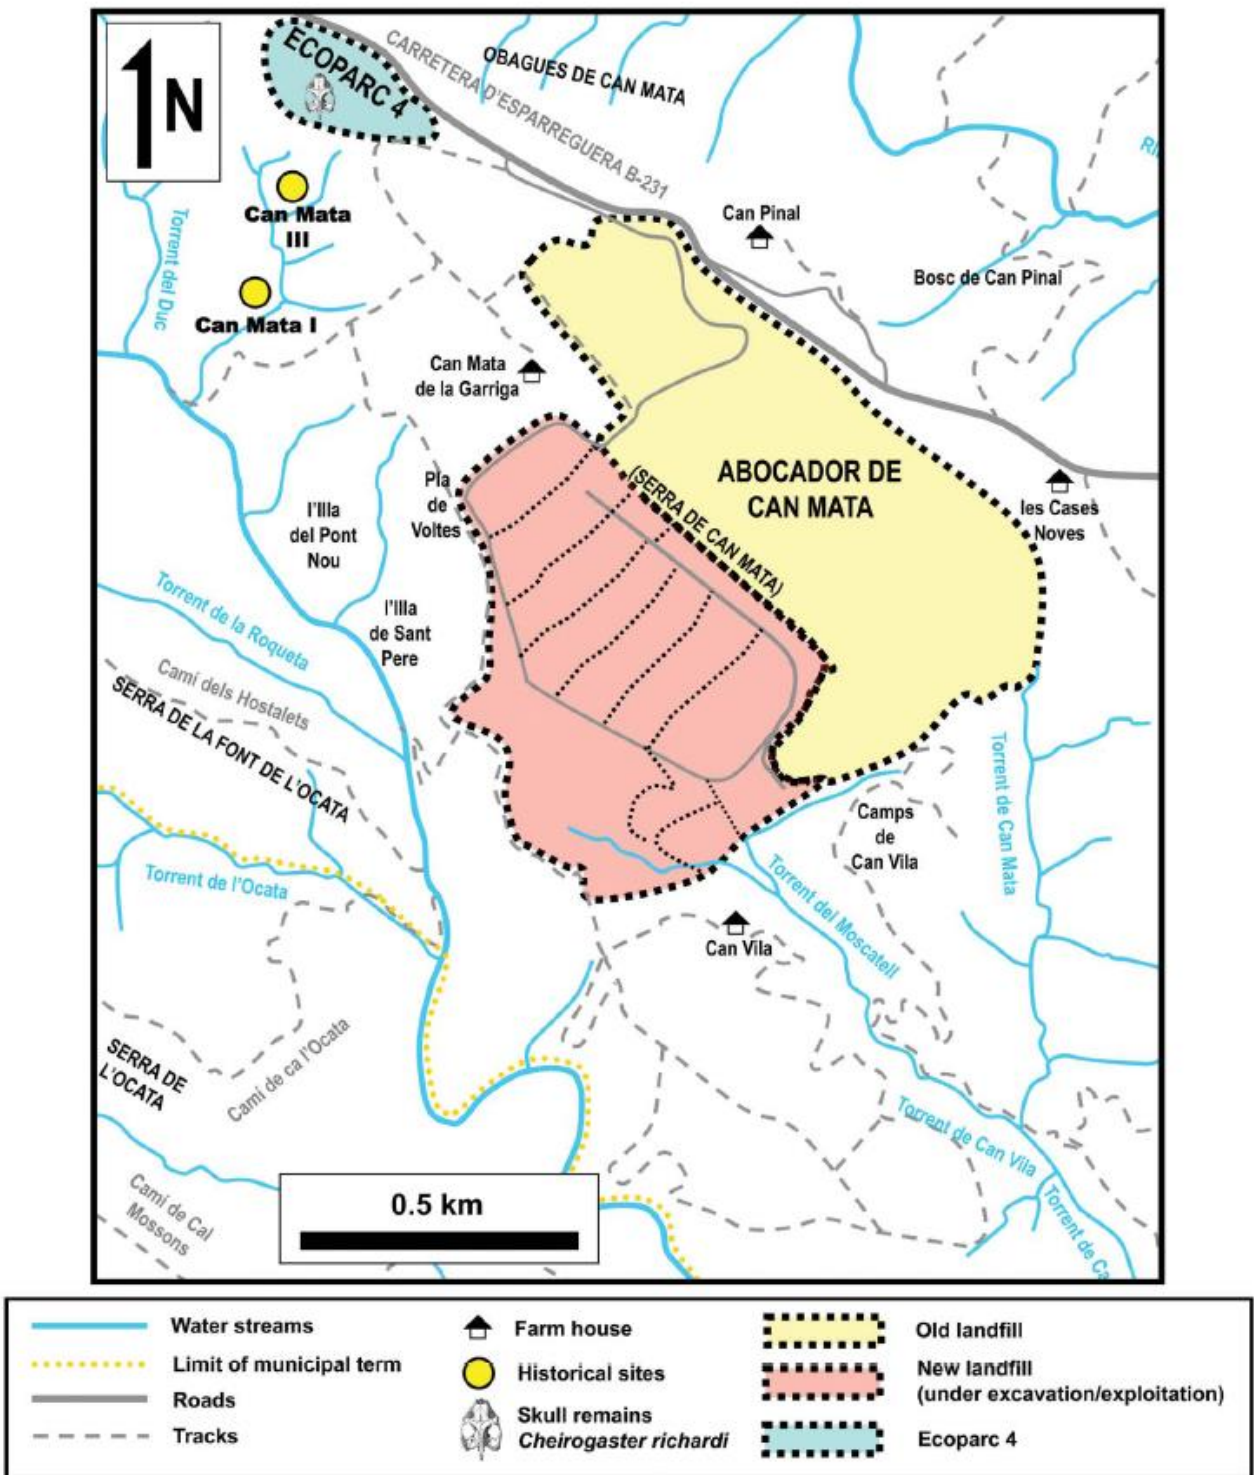 N
ECOPARC 4
CARRETERA D'ESPARREGUERA B-231
OBAGUES DE CAN MATA
Can Mata
III
Can Mata I
Torrent del Duc
Can Pinal
Bosc de Can Pinal
Can Mata
de la Garriga
ABOCADOR DE
CAN MATA
(SERRA DE CAN MATA)
les Cases
Noves
Pla
de
Voltes
l'Illa
del Pont
Nou
l'Illa
de Sant
Pere
Torrent de la Roqueta
Camí dels Hostalets
SERRA DE LA FONT DE L'OCATA
Torrent de l'Ocata
Torrent de Can Mata
Camps
de
Can Vila
Torrent del Moscatell
Can Vila
SERRA DE
L'OCATA
Camí de ca l'Ocata
Torrent de Can Vila
Torrent de Ca
Camí de Cal
Mossons
0.5 km
Water streams
Limit of municipal term
Roads
Tracks
Farm house
Historical sites
Skull remains
Cheirogaster richardi
Old landfill
New landfill
(under excavation/exploitation)
Ecoparc 4